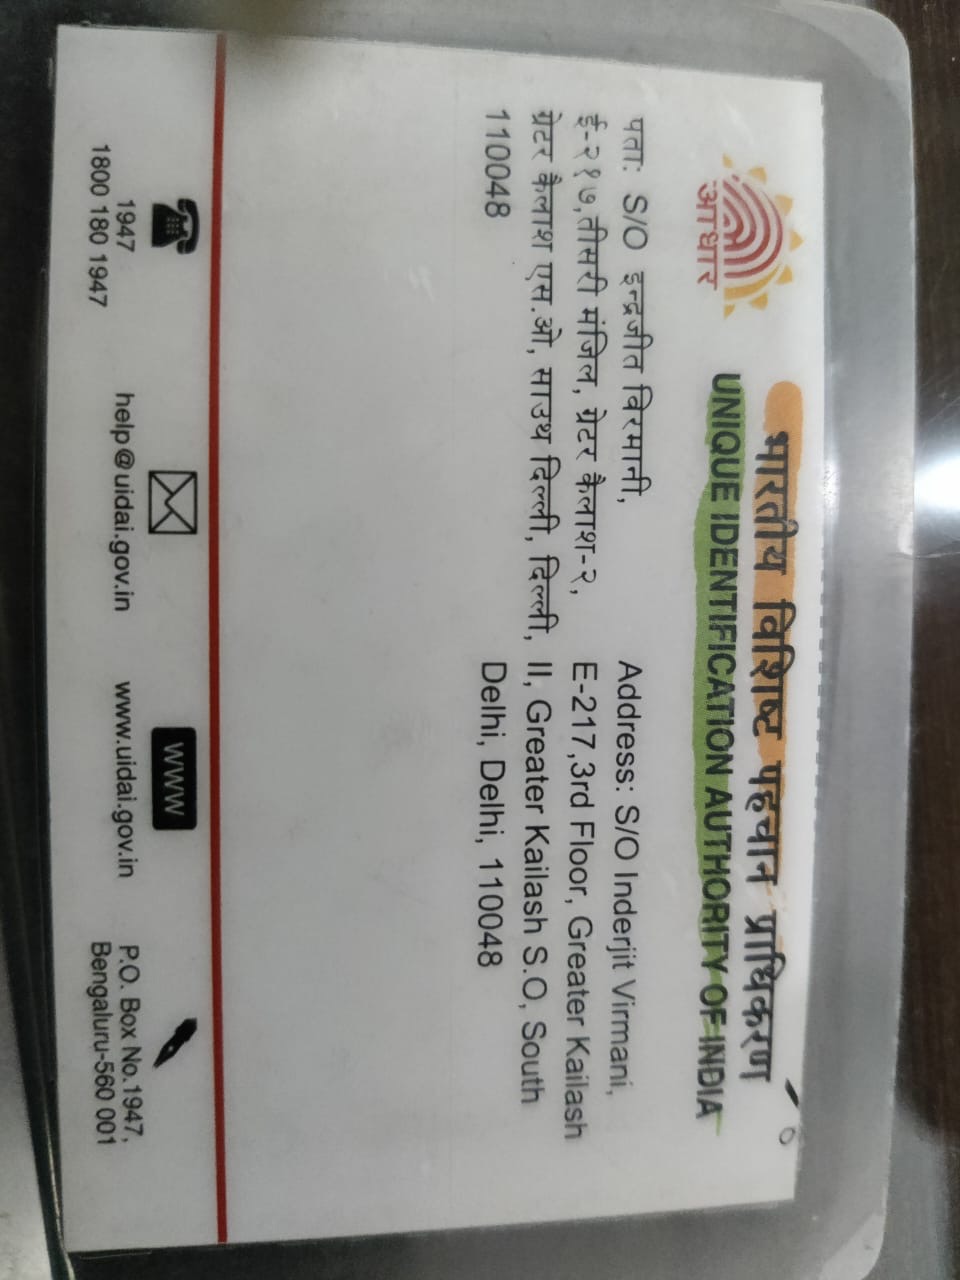 भारतीय विशिष्ट पहचान प्राधिकरण
UNIQUE IDENTIFICATION AUTHORITY OF INDIA
आधार
पता: S/O इन्द्रजीत विरमानी,
ई-२१७,तीसरी मंजिल, ग्रेटर कैलाश-२,
ग्रेटर कैलाश एस.ओ, साउथ दिल्ली, दिल्ली,
110048
Address: S/O Inderjit Virmani,
E-217,3rd Floor, Greater Kailash
II, Greater Kailash S.O, South
Delhi, Delhi, 110048
1947
1800 180 1947
help@uidai.gov.in
www
www.uidai.gov.in
P.O. Box No.1947,
Bengaluru-560 001